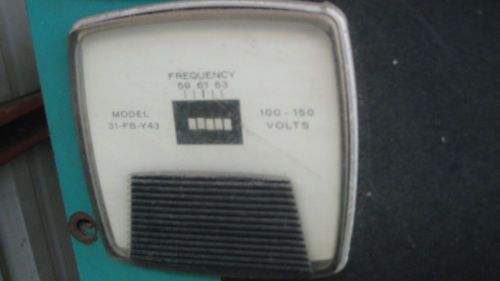 FREQUENCY
59 61 63
MODEL
31-FB-Y43
100-150
VOLTS